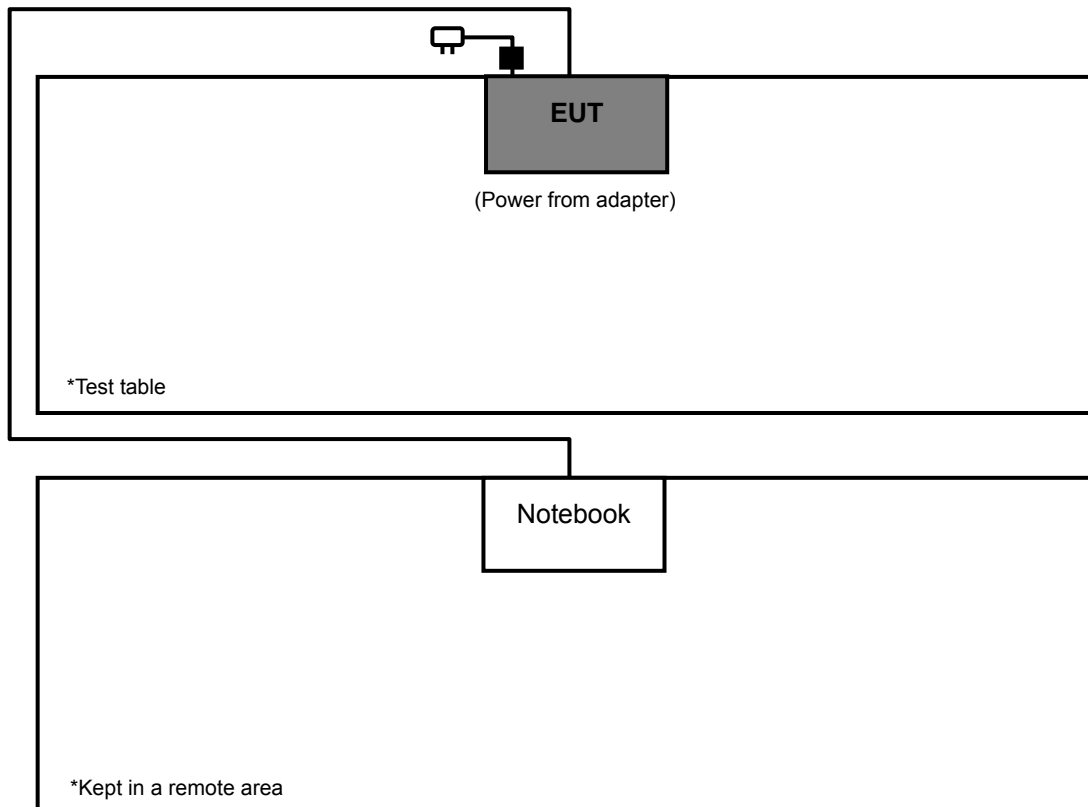 EUT
(Power from adapter)
*Test table
Notebook
*Kept in a remote area